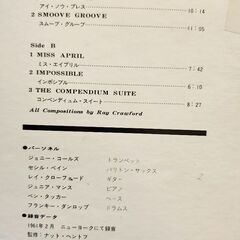 アイ・ノウ・プレス 10:14
2 SMOOVE GROOVE
スムーブ・グルーブ 11:05
Side B
1 MISS APRIL
ミス・エイプリル 7:42
2 IMPOSSIBLE
インポシブル 6:10
3 THE COMPENDIUM SUITE
コンペンディュム・スイート 8:27
All Compositions by Ray Crawford
●パーソネル
ジョニー・コールズ トランペット
セシル・ペイン バリトン・サックス
レイ・クロフォード ギター
ジュニア・マンス ピアノ
ベン・タッカー ベース
フランキー・ダンロップ ドラムス
●録音データ
1961年2月 ニューヨークにて録音
監修:ナット・ヘントフ